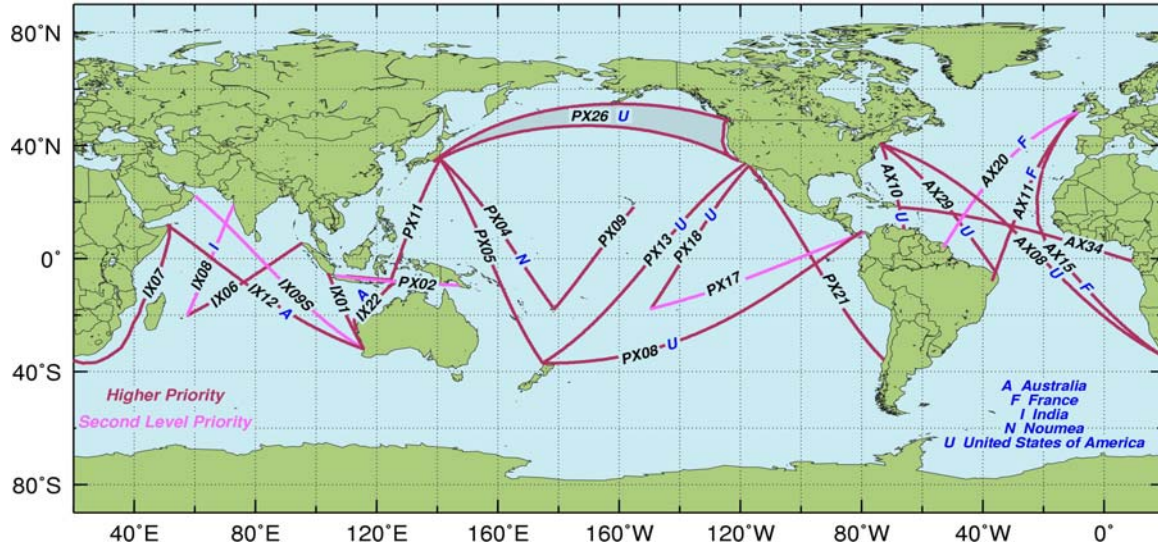 80°N
40°N
0°
40°S
80°S
40°E
80°E
120°E
160°E
160°W
120°W
80°W
40°W
0°
PX26 U
PX11
PX04 N
PX05
PX09
PX13 U
PX18 U
PX17
PX21
PX08 U
PX02
IX07
IX08 I
IX06
IX12 A
IX09S
IX01
IX22 A
AX10 U
AX29 U
AX20 F
AX11 F
AX34
AX15 F
AX08 U
Higher Priority
Second Level Priority
A Australia
F France
I India
N Noumea
U United States of America